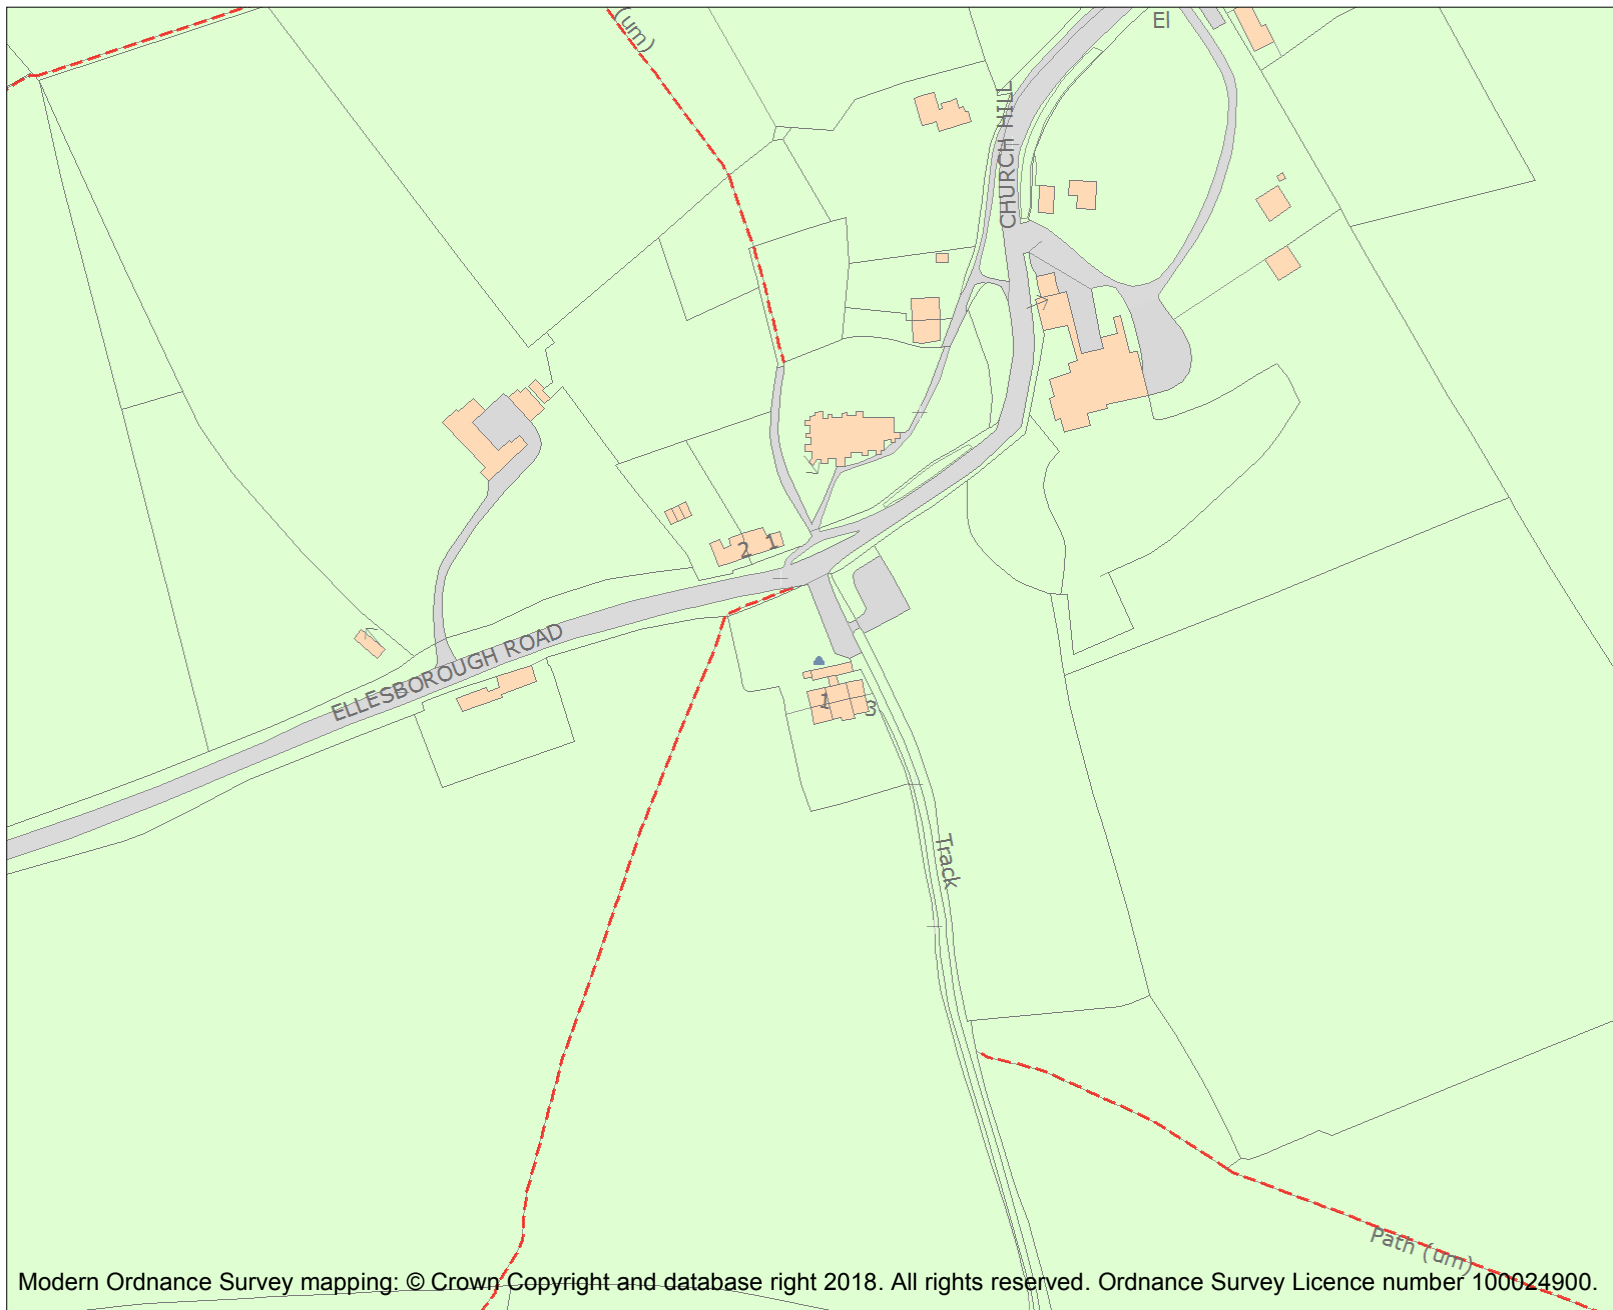 (um)
El
CHURCH HILL
2 1
ELLESBOROUGH ROAD
1
3
Track
Path (um)
Modern Ordnance Survey mapping: © Crown Copyright and database right 2018. All rights reserved. Ordnance Survey Licence number 100024900.